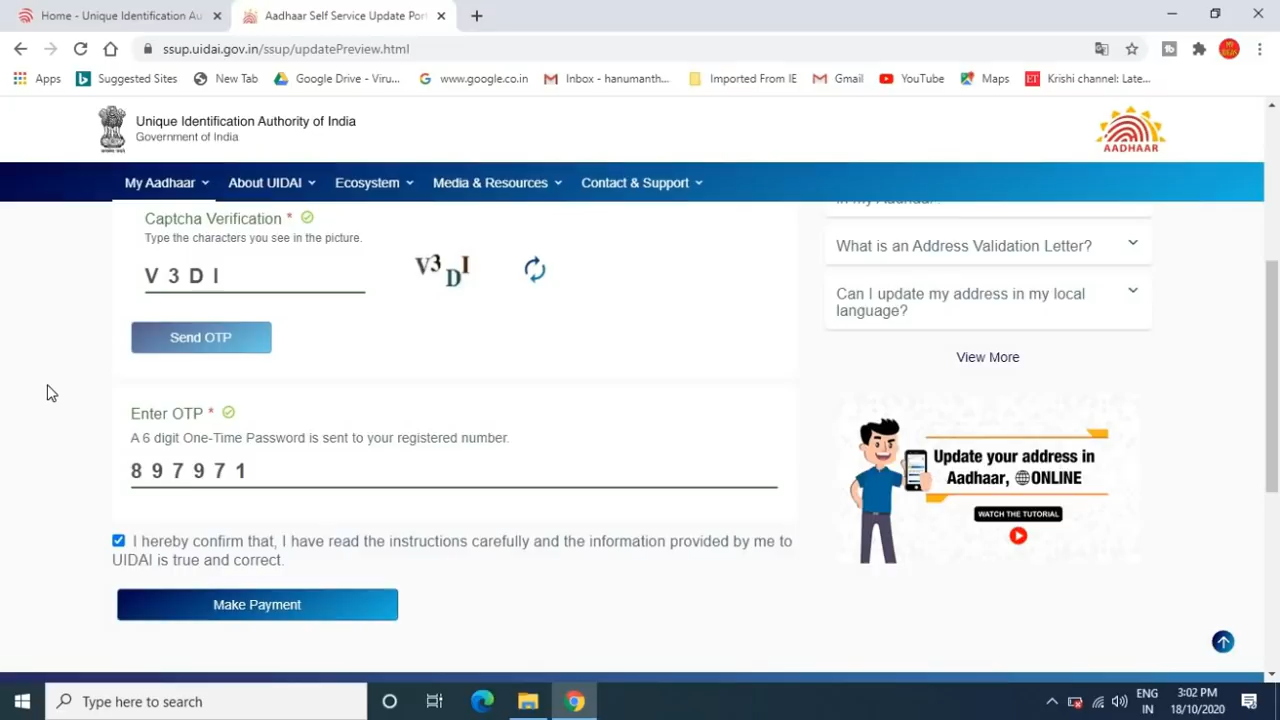 Home - Unique Identification Au
Aadhaar Self Service Update Port
ssup.uidai.gov.in/ssup/updatePreview.html
Apps
Suggested Sites
New Tab
Google Drive - Viru...
www.google.co.in
Inbox - hanumanth...
Imported From IE
Gmail
YouTube
Maps
Krishi channel: Late...
Unique Identification Authority of India
Government of India
AADHAAR
My Aadhaar
About UIDAI
Ecosystem
Media & Resources
Contact & Support
Captcha Verification *
Type the characters you see in the picture.
V 3 D I
V3DI
Send OTP
Enter OTP *
A 6 digit One-Time Password is sent to your registered number.
8 9 7 9 7 1
I hereby confirm that, I have read the instructions carefully and the information provided by me to
UIDAI is true and correct.
Make Payment
What is an Address Validation Letter?
Can I update my address in my local
language?
View More
Update your address in
Aadhaar, ONLINE
WATCH THE TUTORIAL
Type here to search
ENG
IN
3:02 PM
18/10/2020